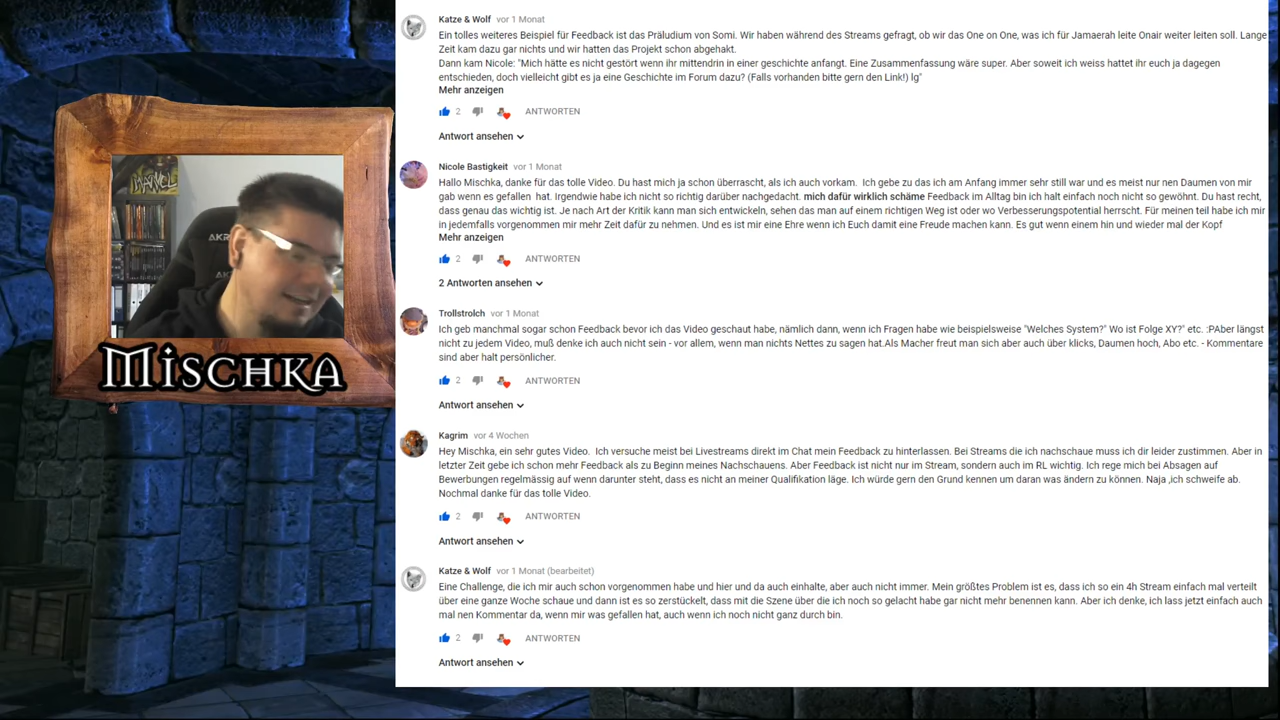 MARVEL
AKR
AK
Mischka
Katze & Wolf vor 1 Monat
Ein tolles weiteres Beispiel für Feedback ist das Präludium von Somi. Wir haben während des Streams gefragt, ob wir das One on One, was ich für Jamaerah leite Onair weiter leiten soll. Lange
Zeit kam dazu gar nichts und wir hatten das Projekt schon abgehakt.
Dann kam Nicole: "Mich hätte es nicht gestört wenn ihr mittendrin in einer geschichte anfangt. Eine Zusammenfassung wäre super. Aber soweit ich weiss hattet ihr euch ja dagegen
entschieden, doch vielleicht gibt es ja eine Geschichte im Forum dazu? (Falls vorhanden bitte gern den Link!) lg"
Mehr anzeigen
2 ANTWORTEN
Antwort ansehen
Nicole Bastigkeit vor 1 Monat
Hallo Mischka, danke für das tolle Video. Du hast mich ja schon überrascht, als ich auch vorkam. Ich gebe zu das ich am Anfang immer sehr still war und es meist nur nen Daumen von mir
gab wenn es gefallen hat. Irgendwie habe ich nicht so richtig darüber nachgedacht. mich dafür wirklich schäme Feedback im Alltag bin ich halt einfach noch nicht so gewöhnt. Du hast recht,
dass genau das wichtig ist. Je nach Art der Kritik kann man sich entwickeln, sehen das man auf einem richtigen Weg ist oder wo Verbesserungspotential herrscht. Für meinen teil habe ich mir
in jedemfalls vorgenommen mir mehr Zeit dafür zu nehmen. Und es ist mir eine Ehre wenn ich Euch damit eine Freude machen kann. Es gut wenn einem hin und wieder mal der Kopf
Mehr anzeigen
2 ANTWORTEN
2 Antworten ansehen
Trollstrolch vor 1 Monat
Ich geb manchmal sogar schon Feedback bevor ich das Video geschaut habe, nämlich dann, wenn ich Fragen habe wie beispielsweise "Welches System?" Wo ist Folge XY?" etc. :PAber längst
nicht zu jedem Video, muß denke ich auch nicht sein - vor allem, wenn man nichts Nettes zu sagen hat.Als Macher freut man sich aber auch über klicks, Daumen hoch, Abo etc. - Kommentare
sind aber halt persönlicher.
2 ANTWORTEN
Antwort ansehen
Kagrim vor 4 Wochen
Hey Mischka, ein sehr gutes Video. Ich versuche meist bei Livestreams direkt im Chat mein Feedback zu hinterlassen. Bei Streams die ich nachschaue muss ich dir leider zustimmen. Aber in
letzter Zeit gebe ich schon mehr Feedback als zu Beginn meines Nachschauens. Aber Feedback ist nicht nur im Stream, sondern auch im RL wichtig. Ich rege mich bei Absagen auf
Bewerbungen regelmässig auf wenn darunter steht, dass es nicht an meiner Qualifikation läge. Ich würde gern den Grund kennen um daran was ändern zu können. Naja ,ich schweife ab.
Nochmal danke für das tolle Video.
2 ANTWORTEN
Antwort ansehen
Katze & Wolf vor 1 Monat (bearbeitet)
Eine Challenge, die ich mir auch schon vorgenommen habe und hier und da auch einhalte, aber auch nicht immer. Mein größtes Problem ist es, dass ich so ein 4h Stream einfach mal verteilt
über eine ganze Woche schaue und dann ist es so zerstückelt, dass mit die Szene über die ich noch so gelacht habe gar nicht mehr benennen kann. Aber ich denke, ich lass jetzt einfach auch
mal nen Kommentar da, wenn mir was gefallen hat, auch wenn ich noch nicht ganz durch bin.
2 ANTWORTEN
Antwort ansehen